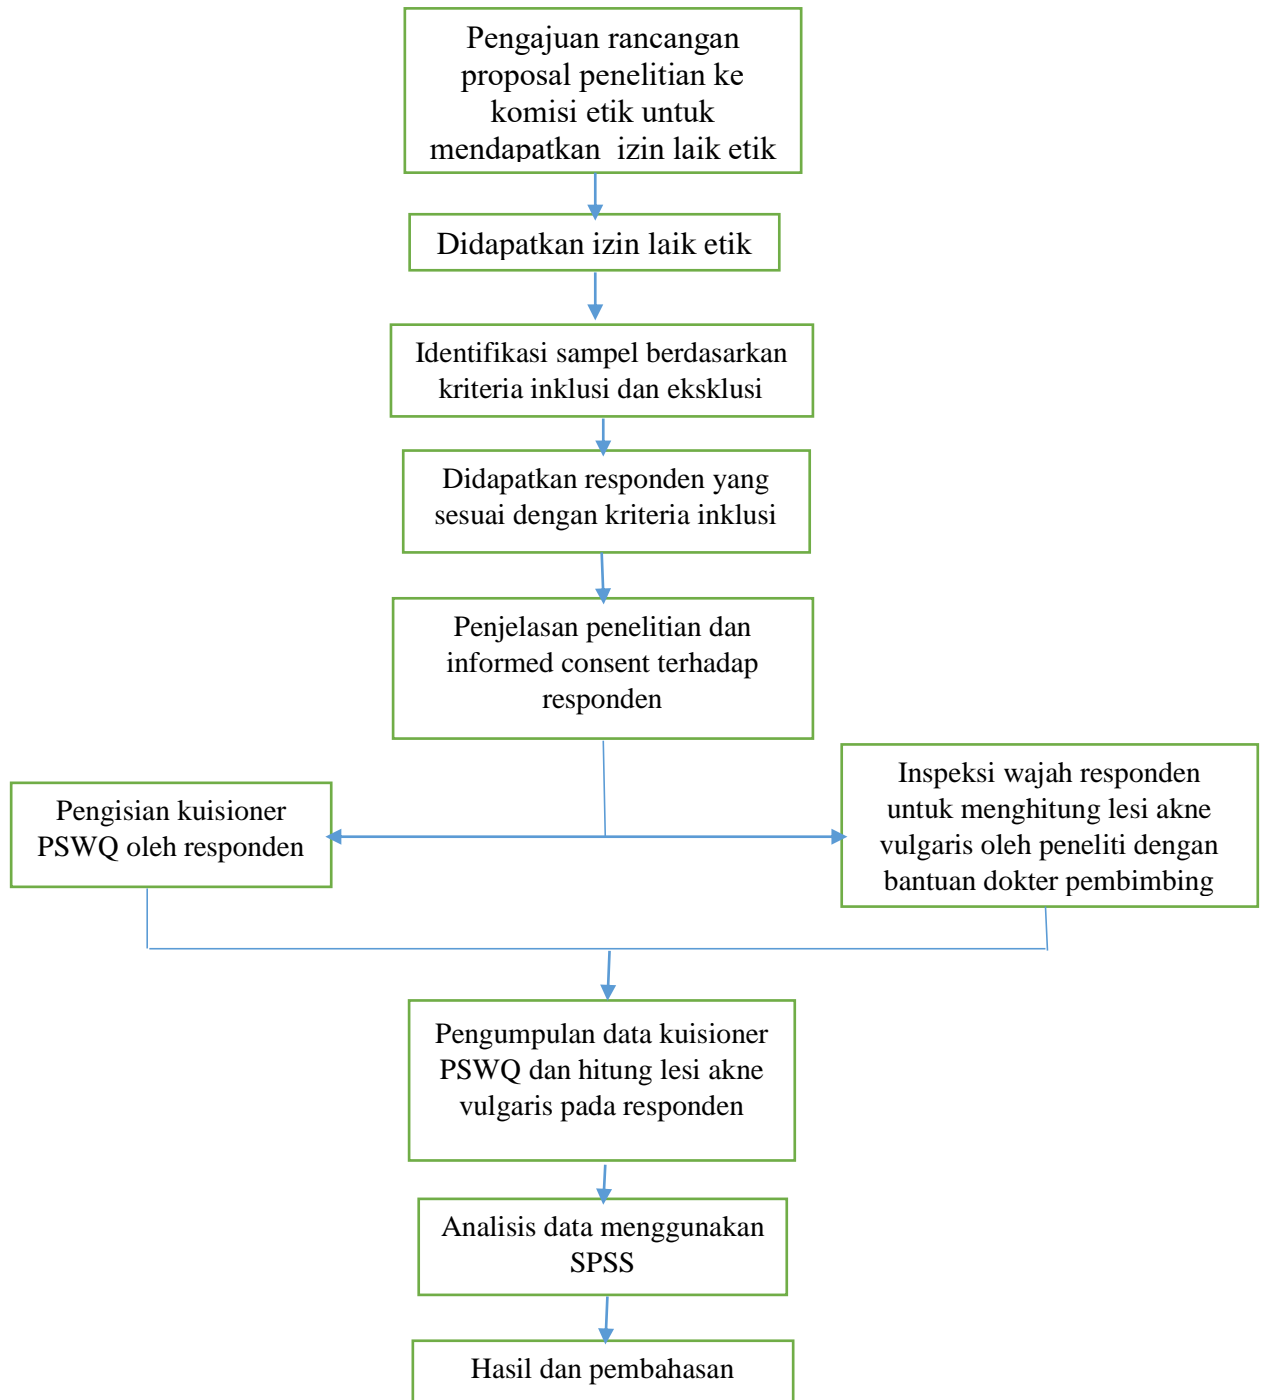 Pengajuan rancangan
proposal penelitian ke
komisi etik untuk
mendapatkan izin laik etik
Didapatkan izin laik etik
Identifikasi sampel berdasarkan
kriteria inklusi dan eksklusi
Didapatkan responden yang
sesuai dengan kriteria inklusi
Penjelasan penelitian dan
informed consent terhadap
responden
Pengisian kuisioner
PSWQ oleh responden
Inspeksi wajah responden
untuk menghitung lesi akne
vulgaris oleh peneliti dengan
bantuan dokter pembimbing
Pengumpulan data kuisioner
PSWQ dan hitung lesi akne
vulgaris pada responden
Analisis data menggunakan
SPSS
Hasil dan pembahasan